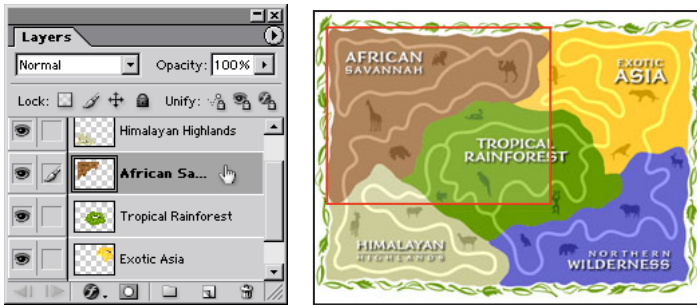 Layers
Normal Opacity: 100%
Lock: Unify:
Himalayan Highlands
African Sa...
Tropical Rainforest
Exotic Asia
AFRICAN
SAVANNAH
EXOTIC
ASIA
TROPICAL
RAINFOREST
HIMALAYAN
HIGHLANDS
NORTHERN
WILDERNESS